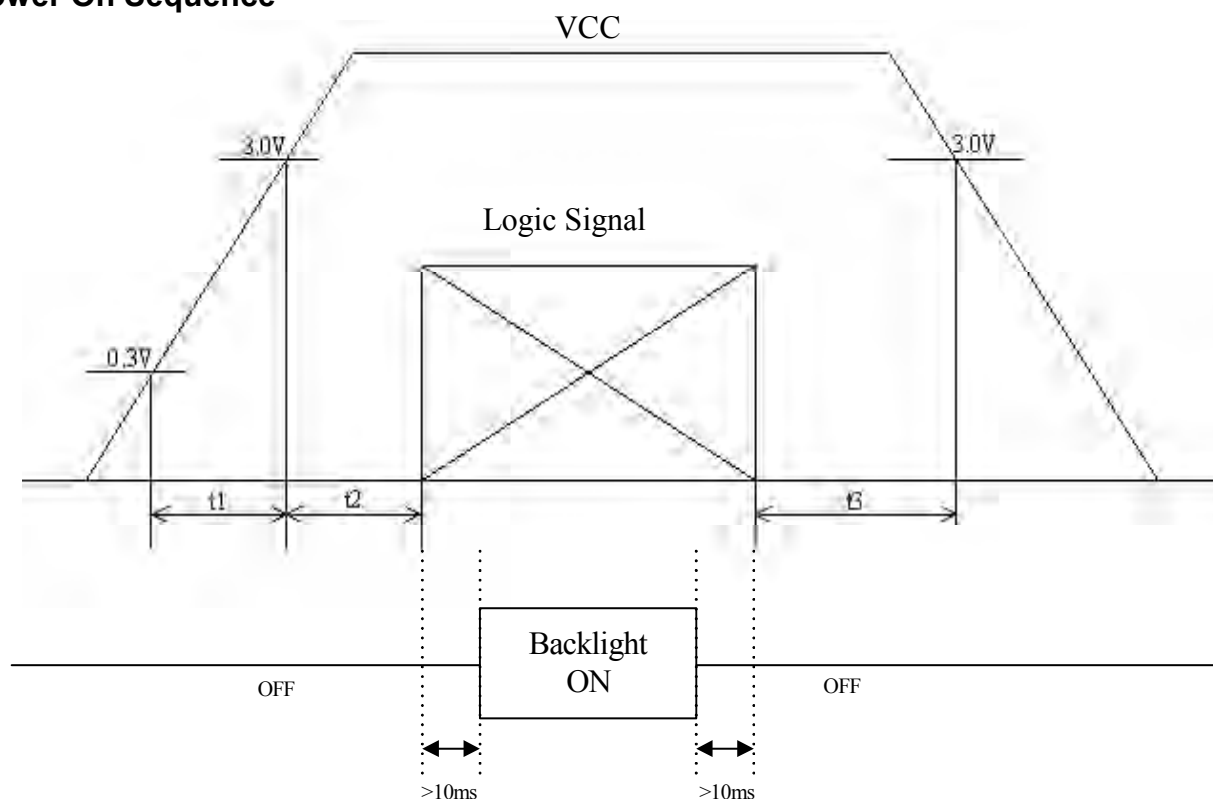 ower On Sequence
VCC
3.0V
3.0V
Logic Signal
0.3V
t1
t2
t3
Backlight
ON
OFF
OFF
>10ms
>10ms